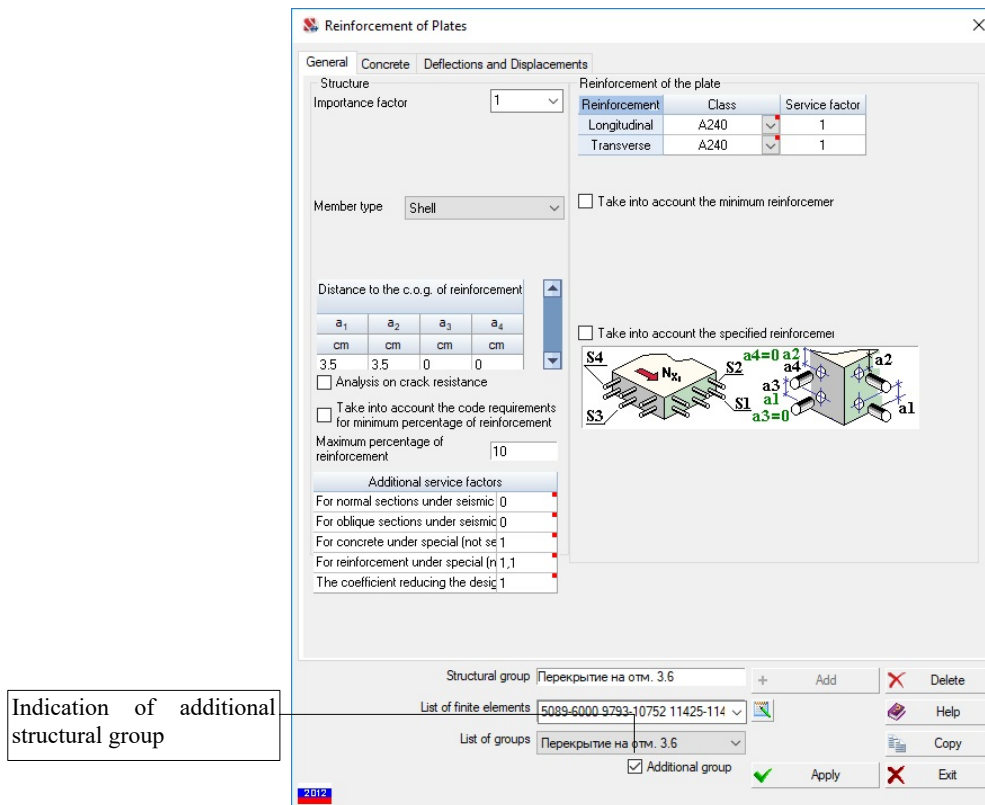 Reinforcement of Plates
General Concrete Deflections and Displacements
Structure
Importance factor 1
Member type Shell
Distance to the c.o.g. of reinforcement
a1 a2 a3 a4
cm cm cm cm
3.5 3.5 0 0
Analysis on crack resistance
Take into account the code requirements
for minimum percentage of reinforcement
Maximum percentage of
reinforcement 10
Additional service factors
For normal sections under seismic 0
For oblique sections under seismic 0
For concrete under special (not se 1
For reinforcement under special (n 1,1
The coefficient reducing the desig 1
Reinforcement of the plate
Reinforcement Class Service factor
Longitudinal A240 1
Transverse A240 1
Take into account the minimum reinforcemer
Take into account the specified reinforcemer
S4 S2 a4=0 a2 a2
NX1 a4
a3
S3 S1 a1 a1
a3=0
Structural group Перекрытие на отм. 3.6 Add Delete
List of finite elements 5089-6000 9793-10752 11425-114 Help
List of groups Перекрытие на отм. 3.6 Copy
Additional group Apply Exit
Indication of additional
structural group
2012